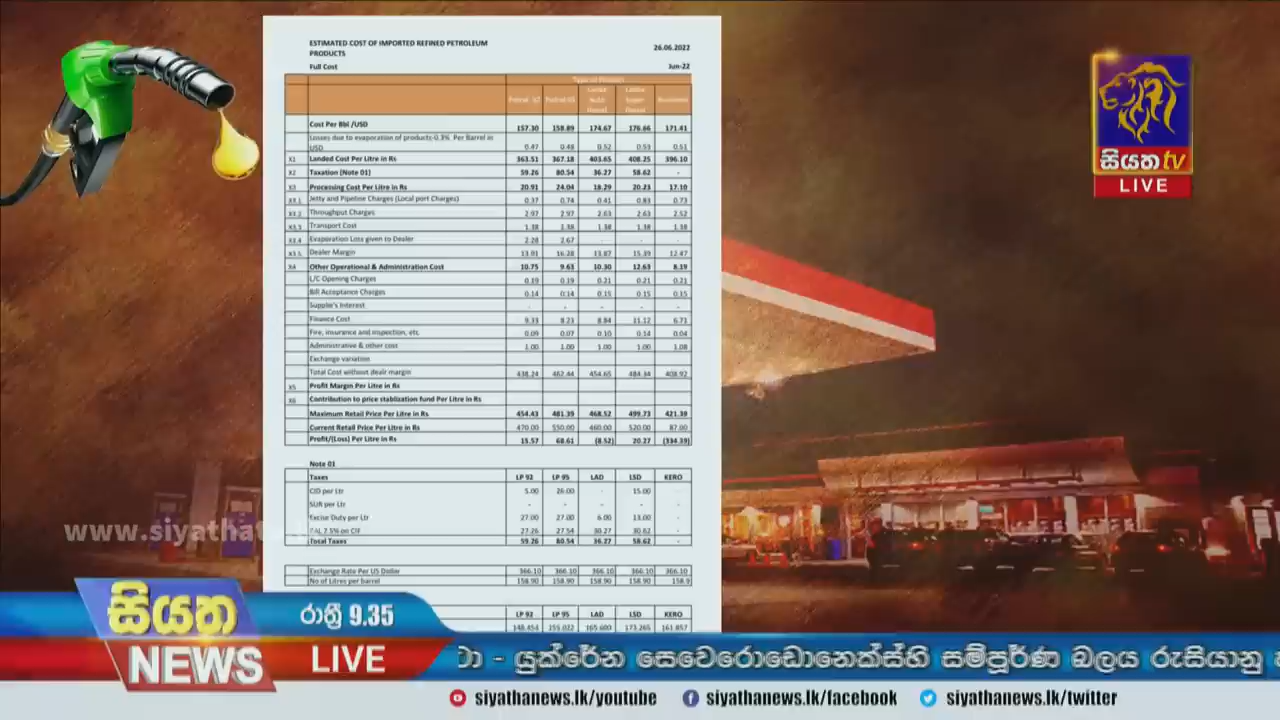 ESTIMATED COST OF IMPORTED REFINED PETROLEUM
PRODUCTS
26.06.2022
Full Cost Jun-22
Petrol 95
Cost Per Bbl /USD 157.30 158.89 174.67 176.66 171.41
Losses due to evaporation of products-0.3% Per Barrel in
USD 0.47 0.48 0.52 0.53 0.51
X1 Landed Cost Per Litre in Rs 363.51 367.18 403.65 408.25 396.10
X2 Taxation (Note 01) 59.26 80.54 36.27 58.62 -
X3 Processing Cost Per Litre in Rs 20.91 24.04 18.29 20.23 17.10
X3.1 Jetty and Pipeline Charges (Local port Charges) 0.37 0.74 0.41 0.83 0.73
X3.2 Throughput Charges 2.97 2.97 2.63 2.63 2.52
X3.3 Transport Cost 1.38 1.38 1.38 1.38 1.38
X3.4 Evaporation Loss given to Dealer 2.28 2.67 - - -
X3.5 Dealer Margin 13.91 16.28 13.87 15.39 12.47
X4 Other Operational & Administration Cost 10.75 9.63 10.30 12.63 8.19
L/C Opening Charges 0.19 0.19 0.21 0.21 0.21
Bill Acceptance Charges 0.14 0.14 0.15 0.15 0.15
Supplier's Interest - - - - -
Finance Cost 9.33 8.23 8.84 11.12 6.71
Fire, insurance and inspection, etc 0.09 0.07 0.10 0.14 0.04
Administrative & other cost 1.00 1.00 1.00 1.00 1.08
Exchange variation
Total Cost without dealr margin 438.24 462.44 454.65 484.34 408.92
X5 Profit Margin Per Litre in Rs
X6 Contribution to price stablization fund Per Litre in Rs
Maximum Retail Price Per Litre in Rs 454.43 481.39 468.52 499.73 421.39
Current Retail Price Per Litre in Rs 470.00 550.00 460.00 520.00 87.00
Profit/(Loss) Per Litre in Rs 15.57 68.61 (8.52) 20.27 (334.39)
Note 01
Taxes LP 92 LP 95 LAD LSD KERO
CID per Ltr 5.00 26.00 - 15.00 -
SUR per Ltr - - - - -
Excise Duty per Ltr 27.00 27.00 6.00 13.00 -
PAL 7.5% on CIF 27.26 27.54 30.27 30.62 -
Total Taxes 59.26 80.54 36.27 58.62 -
Exchange Rate Per US Dollar 366.10 366.10 366.10 366.10 366.10
No of Litres per barrel 158.90 158.90 158.90 158.90 158.9
LP 92 LP 95 LAD LSD KERO
සියත tv
LIVE
www.siyathat
සියත
NEWS
රාත්‍රී 9.35
LIVE
- යුක්රේන සෙවෙරොඩොනෙක්ස්හි සම්පූර්ණ බලය රුසියානු
siyathanews.lk/youtube siyathanews.lk/facebook siyathanews.lk/twitter